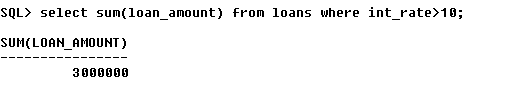 SQL> select sum(loan_amount) from loans where int_rate>10;
SUM(LOAN_AMOUNT)
----------------
3000000